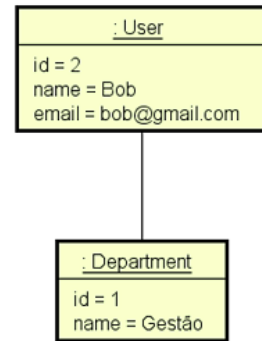 : User
id = 2
name = Bob
email = bob@gmail.com
: Department
id = 1
name = Gestão